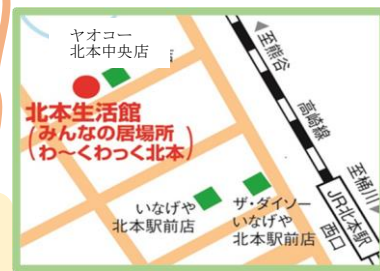 ヤオコー
北本中央店
店
至熊谷
北本生活館
(みんなの居場所
わ～くわっく北本)
高崎線
至桶川
いなげや
北本駅前店
ザ・ダイソー
いなげや
北本駅前店
JR北本駅
西口